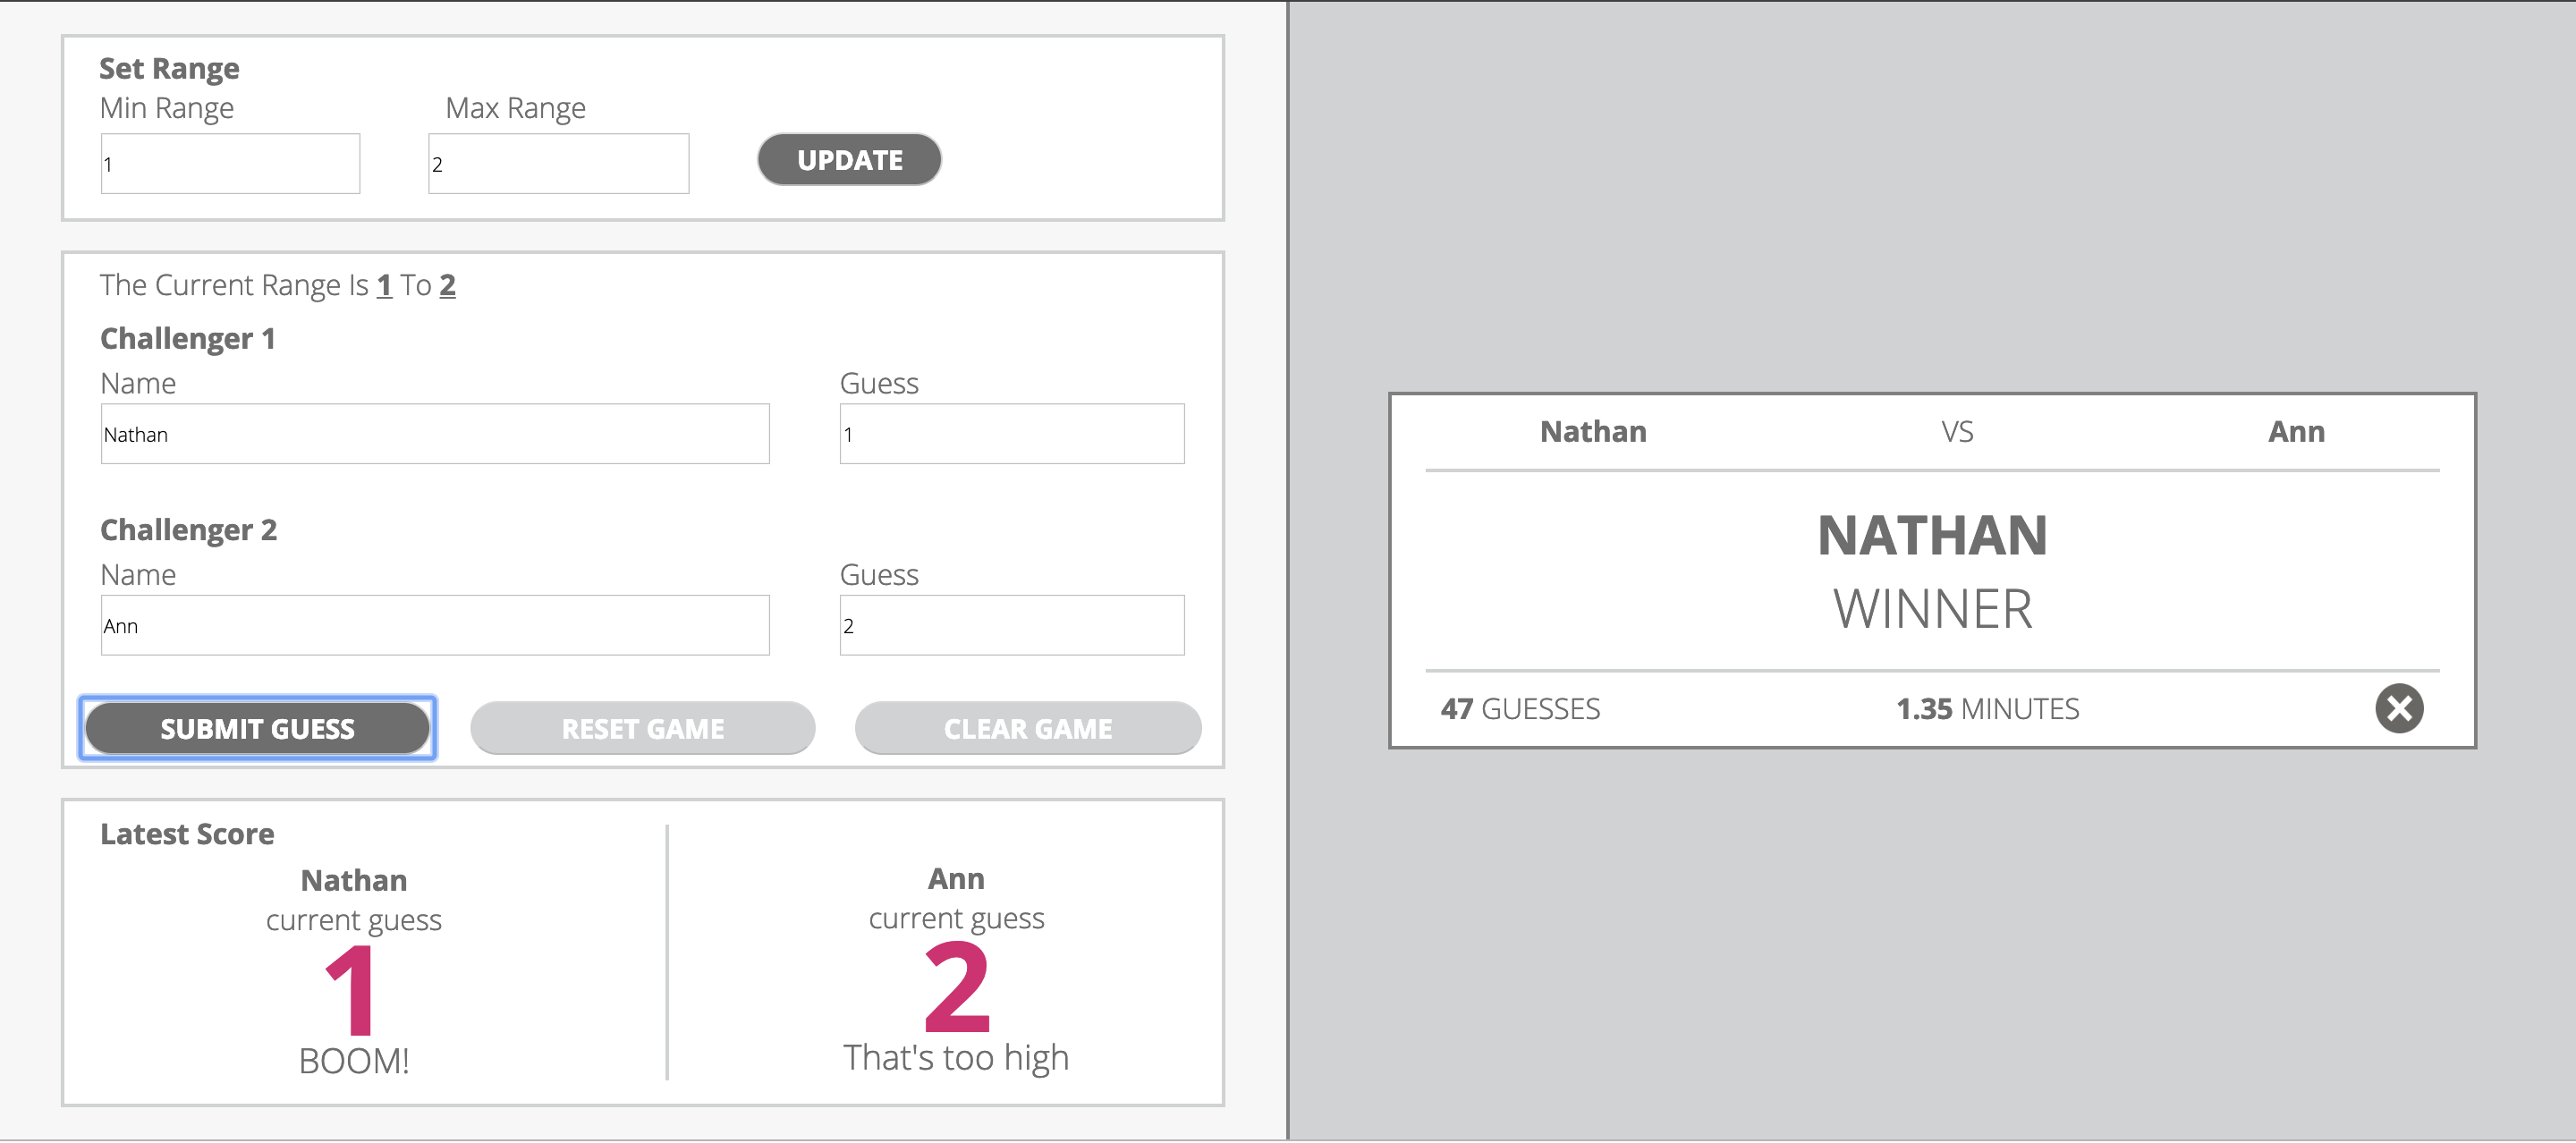 Set Range
Min Range Max Range
1 2 UPDATE
The Current Range Is 1 To 2
Challenger 1
Name Guess
Nathan 1
Challenger 2
Name Guess
Ann 2
SUBMIT GUESS RESET GAME CLEAR GAME
Latest Score
Nathan
current guess
1
BOOM!
Ann
current guess
2
That's too high
Nathan VS Ann
NATHAN
WINNER
47 GUESSES 1.35 MINUTES